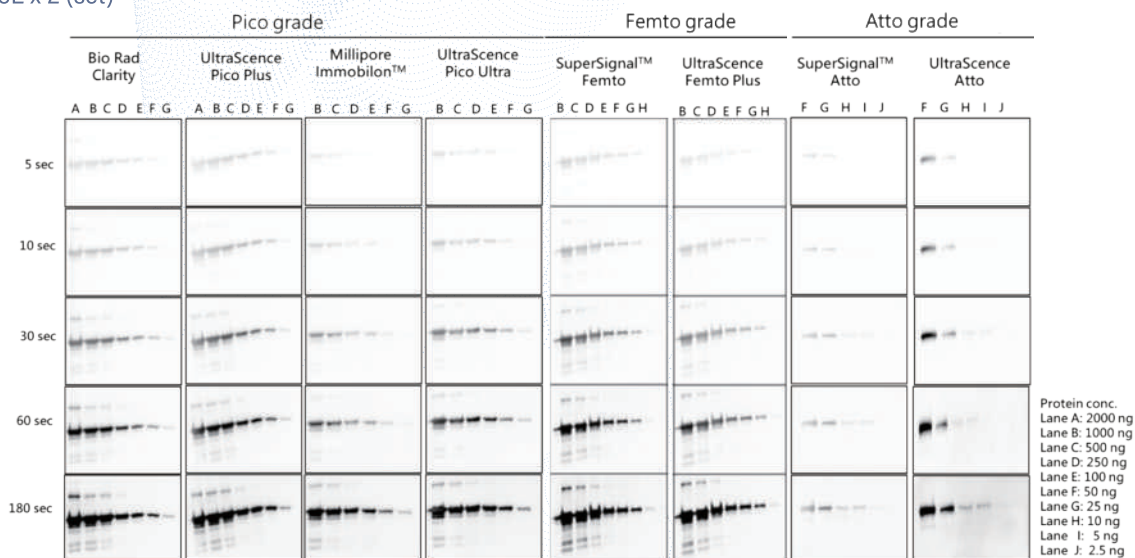 Pico grade Femto grade Atto grade
Bio Rad Clarity UltraScence Pico Plus Millipore Immobilon™ UltraScence Pico Ultra SuperSignal™ Femto UltraScence Femto Plus SuperSignal™ Atto UltraScence Atto
A B C D E F G A B C D E F G B C D E F G B C D E F G B C D E F G H B C D E F G H F G H I J F G H I J
5 sec
10 sec
30 sec
60 sec
180 sec
Protein conc.
Lane A: 2000 ng
Lane B: 1000 ng
Lane C: 500 ng
Lane D: 250 ng
Lane E: 100 ng
Lane F: 50 ng
Lane G: 25 ng
Lane H: 10 ng
Lane I: 5 ng
Lane J: 2.5 ng